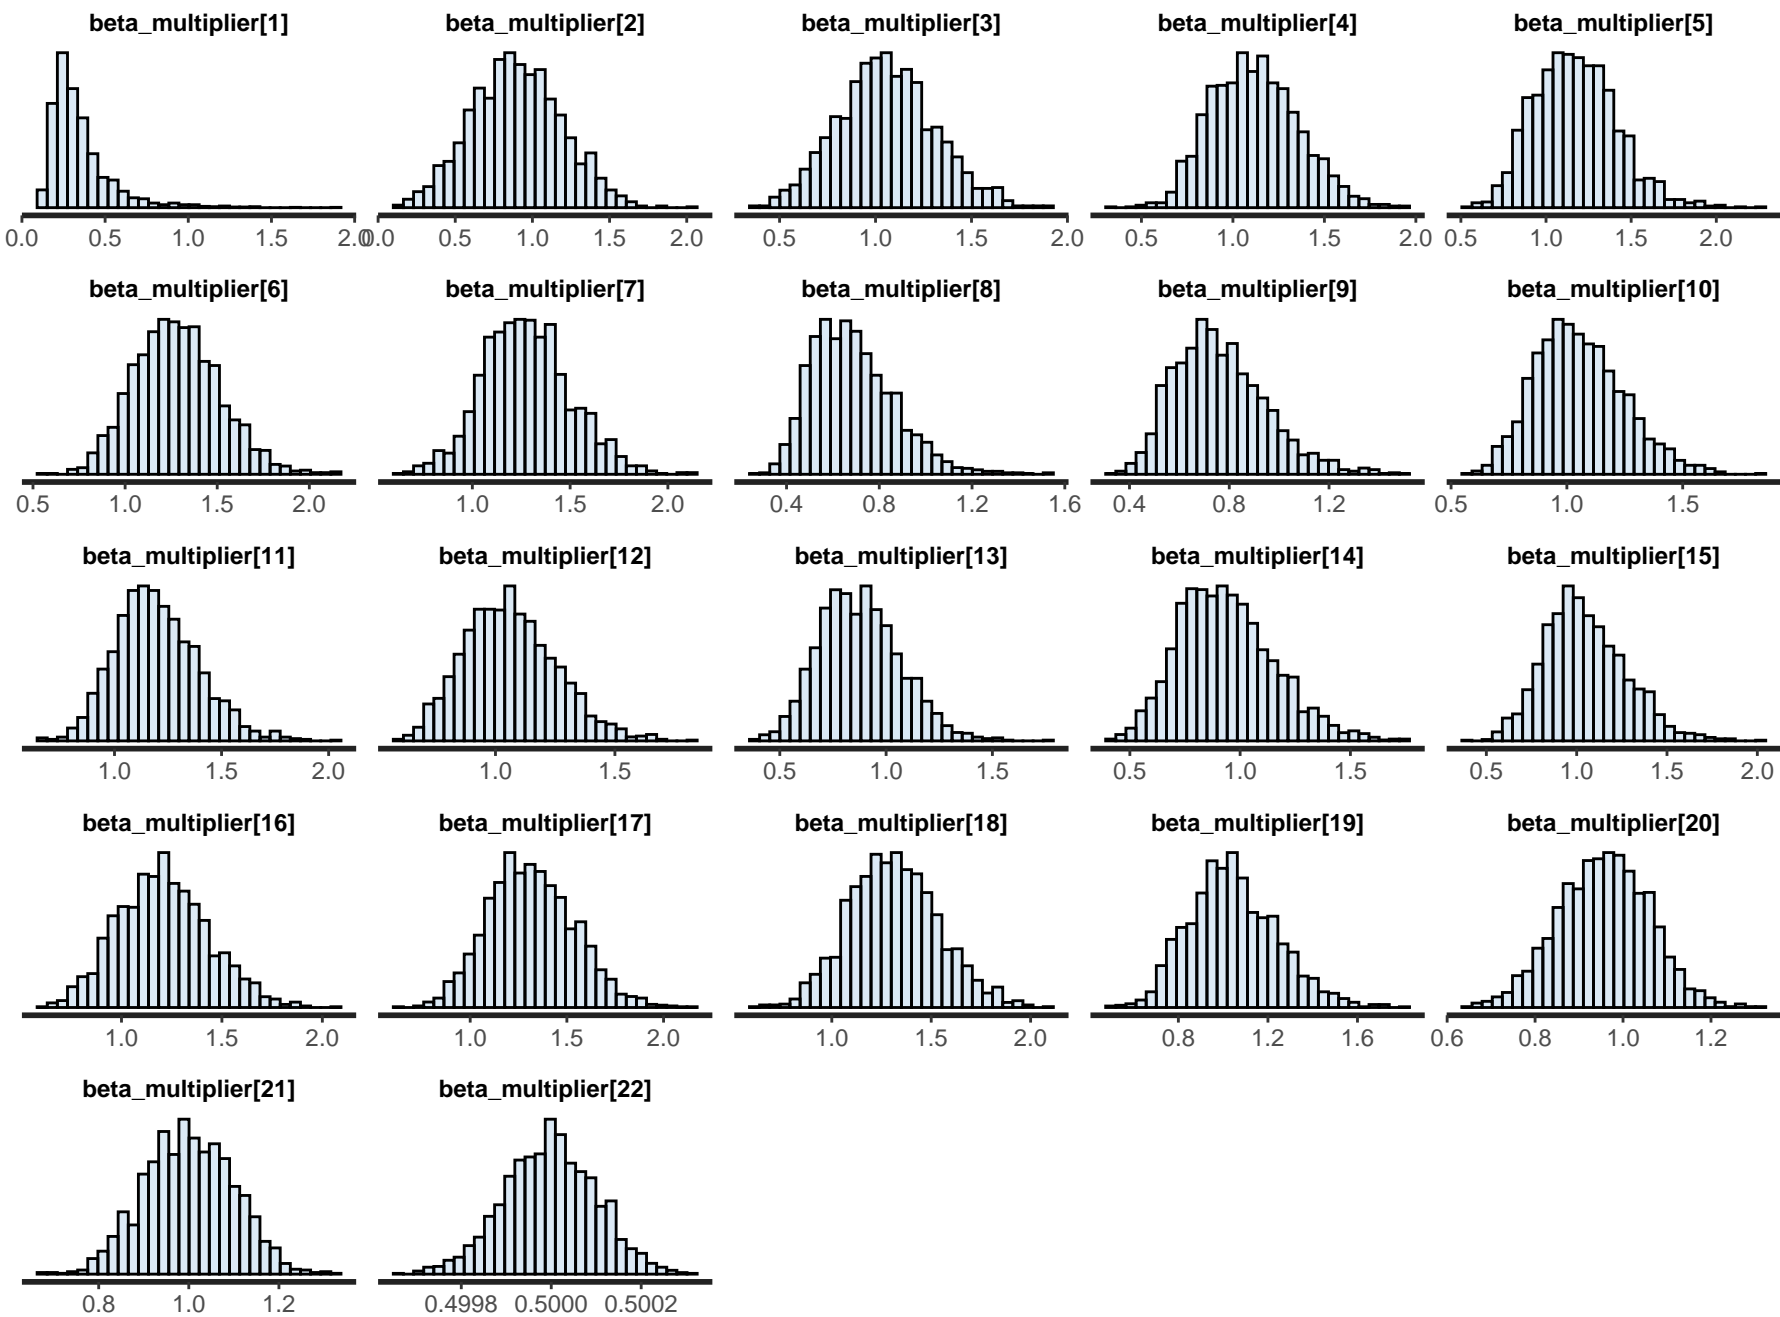 beta_multiplier[1] beta_multiplier[2] beta_multiplier[3] beta_multiplier[4] beta_multiplier[5]
0.0 0.5 1.0 1.5 2.0 0.0 0.5 1.0 1.5 2.0 0.5 1.0 1.5 2.0 0.5 1.0 1.5 2.0 0.5 1.0 1.5 2.0
beta_multiplier[6] beta_multiplier[7] beta_multiplier[8] beta_multiplier[9] beta_multiplier[10]
0.5 1.0 1.5 2.0 1.0 1.5 2.0 0.4 0.8 1.2 1.6 0.4 0.8 1.2 0.5 1.0 1.5
beta_multiplier[11] beta_multiplier[12] beta_multiplier[13] beta_multiplier[14] beta_multiplier[15]
1.0 1.5 2.0 1.0 1.5 0.5 1.0 1.5 0.5 1.0 1.5 0.5 1.0 1.5 2.0
beta_multiplier[16] beta_multiplier[17] beta_multiplier[18] beta_multiplier[19] beta_multiplier[20]
1.0 1.5 2.0 1.0 1.5 2.0 1.0 1.5 2.0 0.8 1.2 1.6 0.6 0.8 1.0 1.2
beta_multiplier[21] beta_multiplier[22]
0.8 1.0 1.2 0.4998 0.5000 0.5002